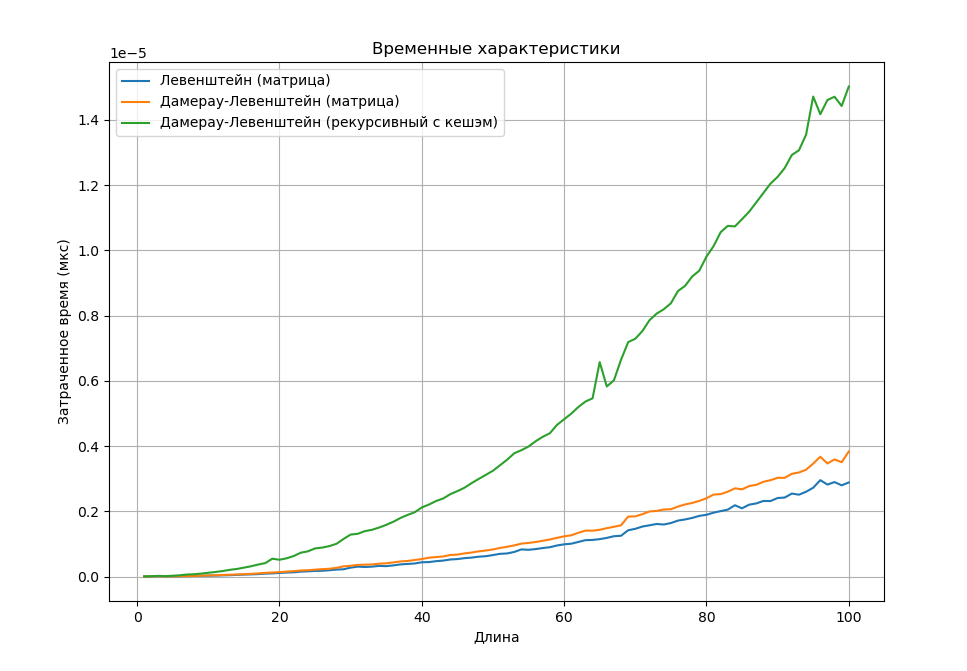 Временные характеристики
1e−5
Левенштейн (матрица)
Дамерау-Левенштейн (матрица)
Дамерау-Левенштейн (рекурсивный с кешэм)
Затраченное время (мкс)
1.4
1.2
1.0
0.8
0.6
0.4
0.2
0.0
0 20 40 60 80 100
Длина